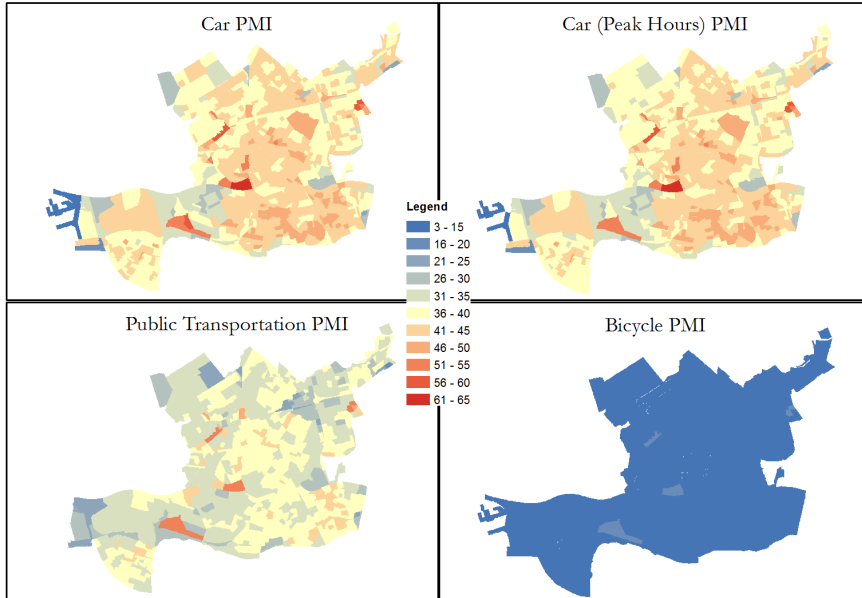 Car PMI
Car (Peak Hours) PMI
Legend
3 - 15
16 - 20
21 - 25
26 - 30
31 - 35
36 - 40
41 - 45
46 - 50
51 - 55
56 - 60
61 - 65
Public Transportation PMI
Bicycle PMI